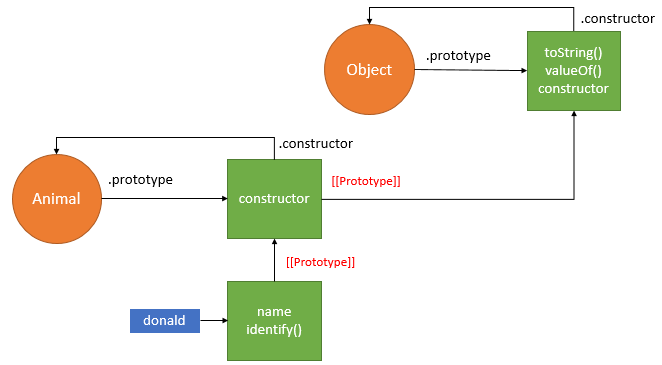 .constructor
Object
.prototype
toString()
valueOf()
constructor
.constructor
Animal
.prototype
constructor
[[Prototype]]
[[Prototype]]
donald
name
identify()